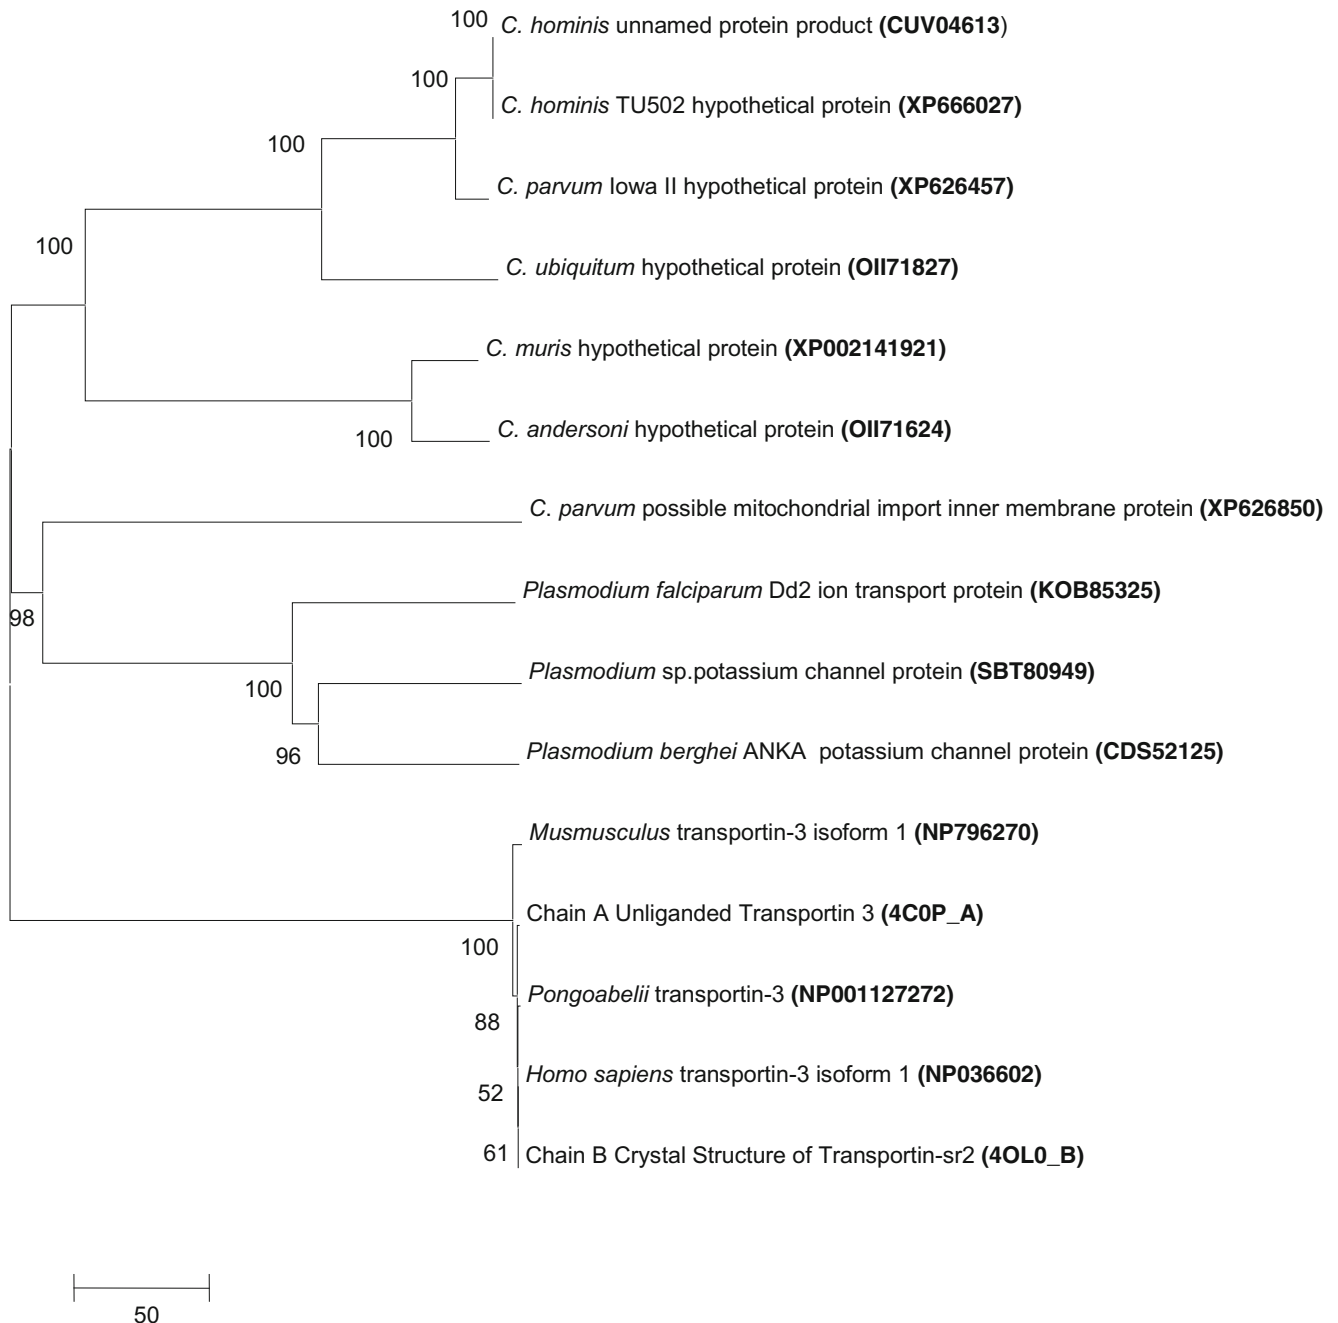 100 C. hominis unnamed protein product (CUV04613)
100
C. hominis TU502 hypothetical protein (XP666027)
100
C. parvum Iowa II hypothetical protein (XP626457)
100
C. ubiquitum hypothetical protein (OII71827)
C. muris hypothetical protein (XP002141921)
100
C. andersoni hypothetical protein (OII71624)
C. parvum possible mitochondrial import inner membrane protein (XP626850)
Plasmodium falciparum Dd2 ion transport protein (KOB85325)
98
Plasmodium sp.potassium channel protein (SBT80949)
100
Plasmodium berghei ANKA potassium channel protein (CDS52125)
96
Musmusculus transportin-3 isoform 1 (NP796270)
Chain A Unliganded Transportin 3 (4C0P_A)
100
Pongoabelii transportin-3 (NP001127272)
88
Homo sapiens transportin-3 isoform 1 (NP036602)
52
61 Chain B Crystal Structure of Transportin-sr2 (4OL0_B)
50